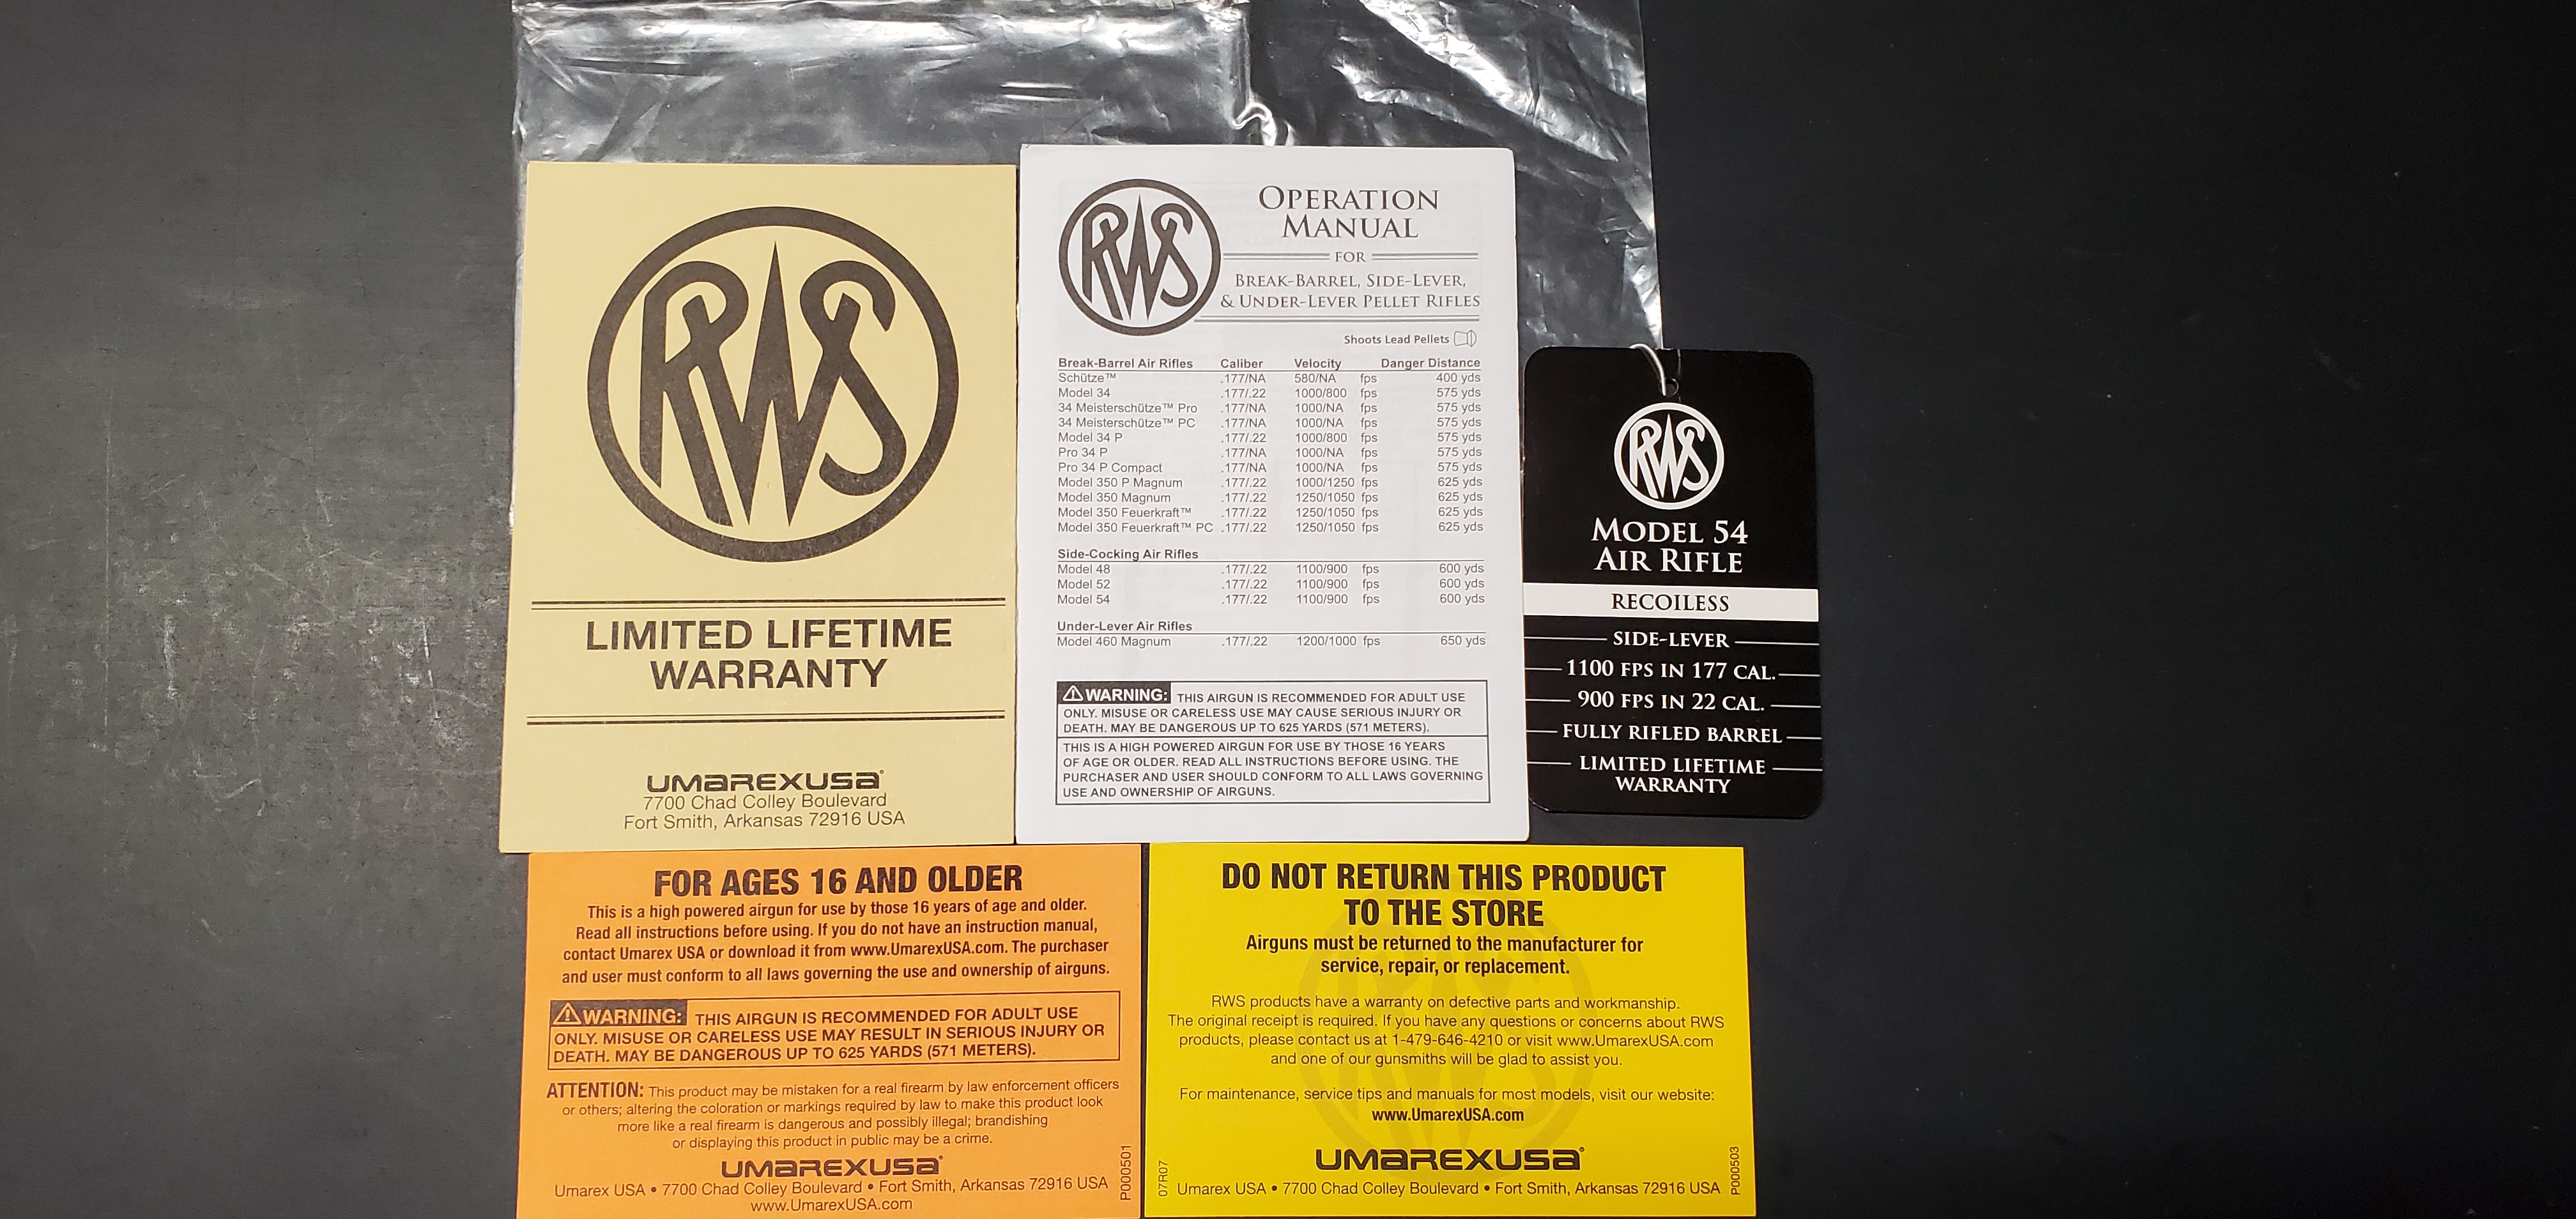 RWS
LIMITED LIFETIME
WARRANTY
UMAREXUSA®
7700 Chad Colley Boulevard
Fort Smith, Arkansas 72916 USA
RWS
OPERATION
MANUAL
FOR
BREAK-BARREL, SIDE-LEVER,
& UNDER-LEVER PELLET RIFLES
Shoots Lead Pellets
Break-Barrel Air Rifles Caliber Velocity Danger Distance
Schütze™ .177/NA 580/NA fps 400 yds
Model 34 .177/.22 1000/800 fps 575 yds
34 Meisterschütze™ Pro .177/NA 1000/NA fps 575 yds
34 Meisterschütze™ PC .177/NA 1000/NA fps 575 yds
Model 34 P .177/.22 1000/800 fps 575 yds
Pro 34 P .177/NA 1000/NA fps 575 yds
Pro 34 P Compact .177/NA 1000/NA fps 575 yds
Model 350 P Magnum .177/.22 1000/1250 fps 625 yds
Model 350 Magnum .177/.22 1250/1050 fps 625 yds
Model 350 Feuerkraft™ .177/.22 1250/1050 fps 625 yds
Model 350 Feuerkraft™ PC .177/.22 1250/1050 fps 625 yds
Side-Cocking Air Rifles
Model 48 .177/.22 1100/900 fps 600 yds
Model 52 .177/.22 1100/900 fps 600 yds
Model 54 .177/.22 1100/900 fps 600 yds
Under-Lever Air Rifles
Model 460 Magnum .177/.22 1200/1000 fps 650 yds
WARNING: THIS AIRGUN IS RECOMMENDED FOR ADULT USE
ONLY. MISUSE OR CARELESS USE MAY CAUSE SERIOUS INJURY OR
DEATH. MAY BE DANGEROUS UP TO 625 YARDS (571 METERS).
THIS IS A HIGH POWERED AIRGUN FOR USE BY THOSE 16 YEARS
OF AGE OR OLDER. READ ALL INSTRUCTIONS BEFORE USING. THE
PURCHASER AND USER SHOULD CONFORM TO ALL LAWS GOVERNING
USE AND OWNERSHIP OF AIRGUNS.
RWS
MODEL 54
AIR RIFLE
RECOILESS
SIDE-LEVER
1100 FPS IN 177 CAL.
900 FPS IN 22 CAL.
FULLY RIFLED BARREL
LIMITED LIFETIME
WARRANTY
FOR AGES 16 AND OLDER
This is a high powered airgun for use by those 16 years of age and older.
Read all instructions before using. If you do not have an instruction manual,
contact Umarex USA or download it from www.UmarexUSA.com. The purchaser
and user must conform to all laws governing the use and ownership of airguns.
WARNING: THIS AIRGUN IS RECOMMENDED FOR ADULT USE
ONLY. MISUSE OR CARELESS USE MAY RESULT IN SERIOUS INJURY OR
DEATH. MAY BE DANGEROUS UP TO 625 YARDS (571 METERS).
ATTENTION: This product may be mistaken for a real firearm by law enforcement officers
or others; altering the coloration or markings required by law to make this product look
more like a real firearm is dangerous and possibly illegal; brandishing
or displaying this product in public may be a crime.
UMAREXUSA®
Umarex USA • 7700 Chad Colley Boulevard • Fort Smith, Arkansas 72916 USA
www.UmarexUSA.com
P000501
DO NOT RETURN THIS PRODUCT
TO THE STORE
Airguns must be returned to the manufacturer for
service, repair, or replacement.
RWS products have a warranty on defective parts and workmanship.
The original receipt is required. If you have any questions or concerns about RWS
products, please contact us at 1-479-646-4210 or visit www.UmarexUSA.com
and one of our gunsmiths will be glad to assist you.
For maintenance, service tips and manuals for most models, visit our website:
www.UmarexUSA.com
UMAREXUSA®
Umarex USA • 7700 Chad Colley Boulevard • Fort Smith, Arkansas 72916 USA
07R07
P000503
RWS